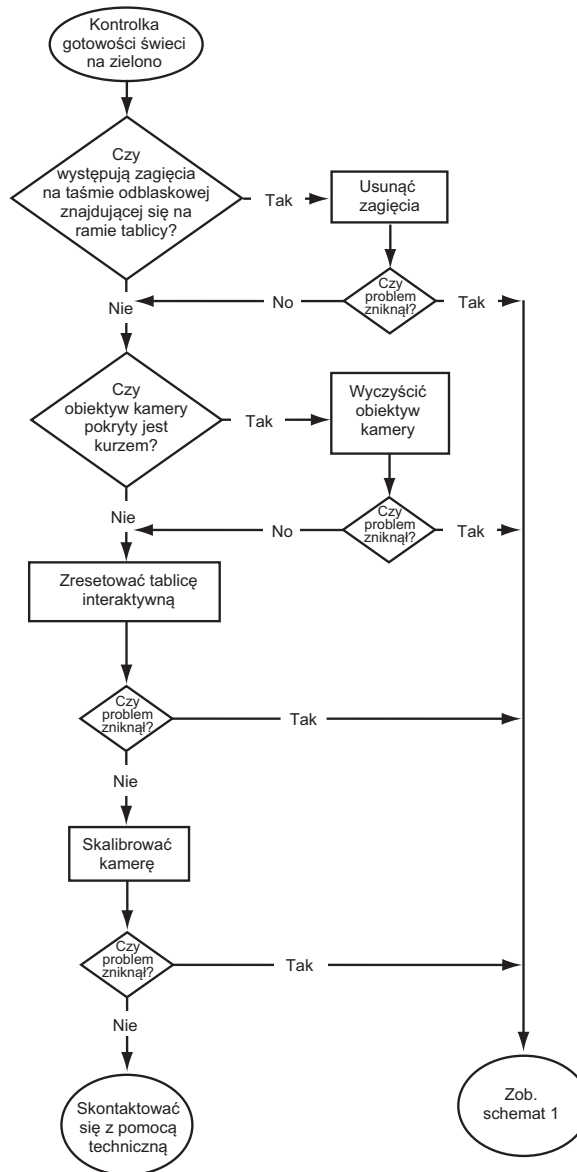 Kontrolka
gotowości świeci
na zielono
Czy
występują zagięcia
na taśmie odblaskowej
znajdującej się na
ramie tablicy?
Tak
Usunąć
zagięcia
Czy
problem
zniknął?
Tak
No
Nie
Czy
obiektyw kamery
pokryty jest
kurzem?
Tak
Wyczyścić
obiektyw
kamery
Czy
problem
zniknął?
Tak
No
Nie
Zresetować tablicę
interaktywną
Czy
problem
zniknął?
Tak
Nie
Skalibrować
kamerę
Czy
problem
zniknął?
Tak
Nie
Skontaktować
się z pomocą
techniczną
Zob.
schemat 1